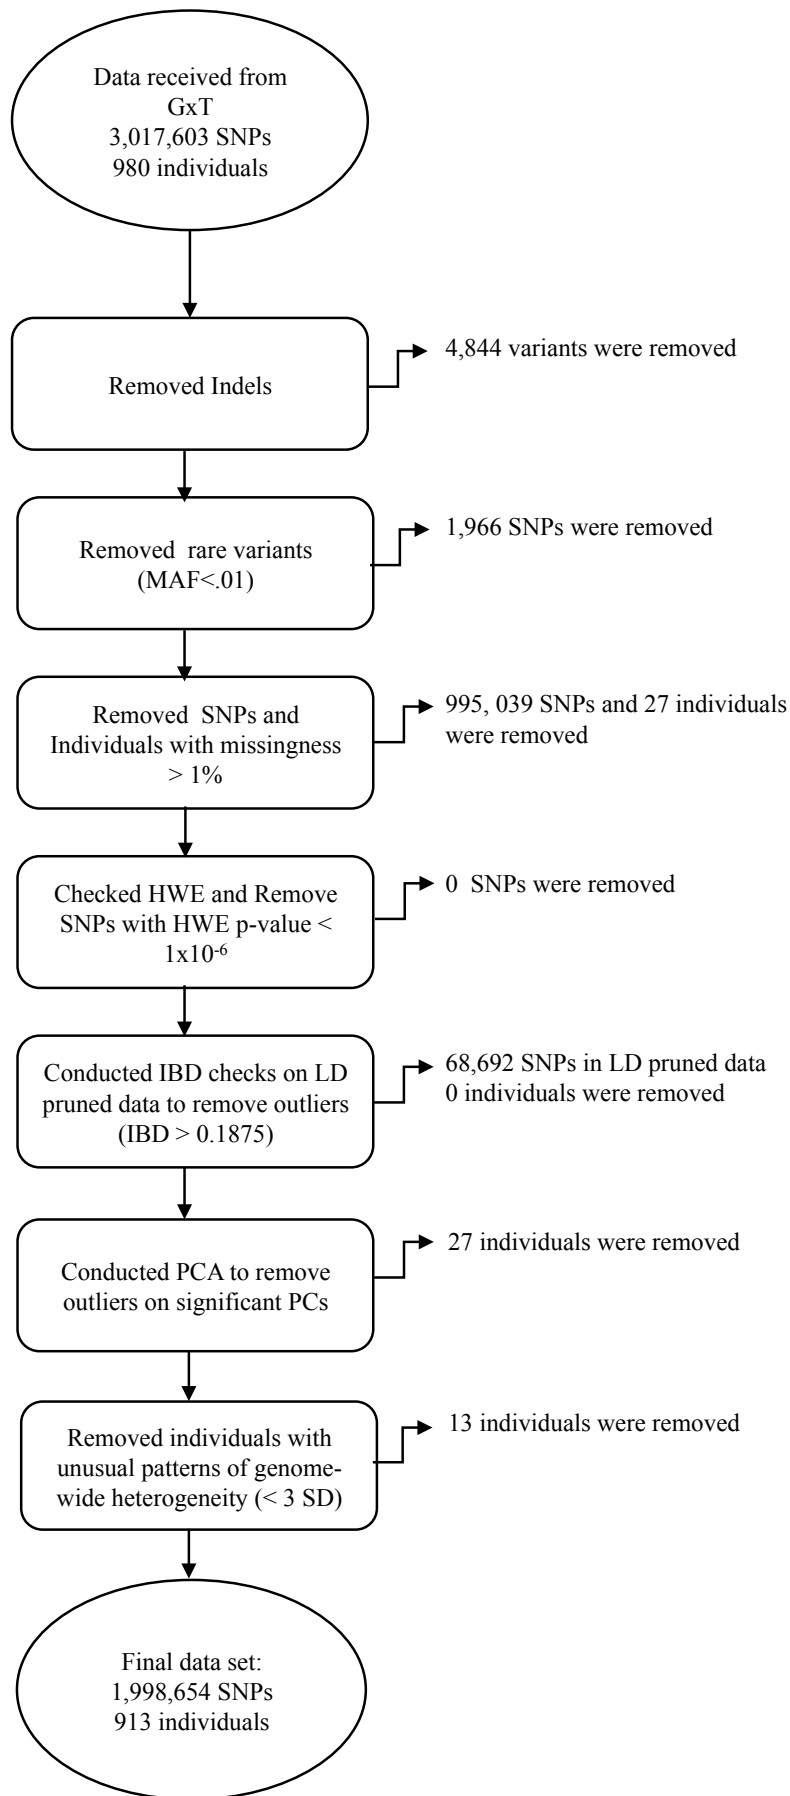 Data received from
GxT
3,017,603 SNPs
980 individuals
Removed Indels
4,844 variants were removed
Removed rare variants
(MAF<.01)
1,966 SNPs were removed
Removed SNPs and
Individuals with missingness
> 1%
995, 039 SNPs and 27 individuals
were removed
Checked HWE and Remove
SNPs with HWE p-value <
1x10⁻⁶
0 SNPs were removed
Conducted IBD checks on LD
pruned data to remove outliers
(IBD > 0.1875)
68,692 SNPs in LD pruned data
0 individuals were removed
Conducted PCA to remove
outliers on significant PCs
27 individuals were removed
Removed individuals with
unusual patterns of genome-
wide heterogeneity (< 3 SD)
13 individuals were removed
Final data set:
1,998,654 SNPs
913 individuals